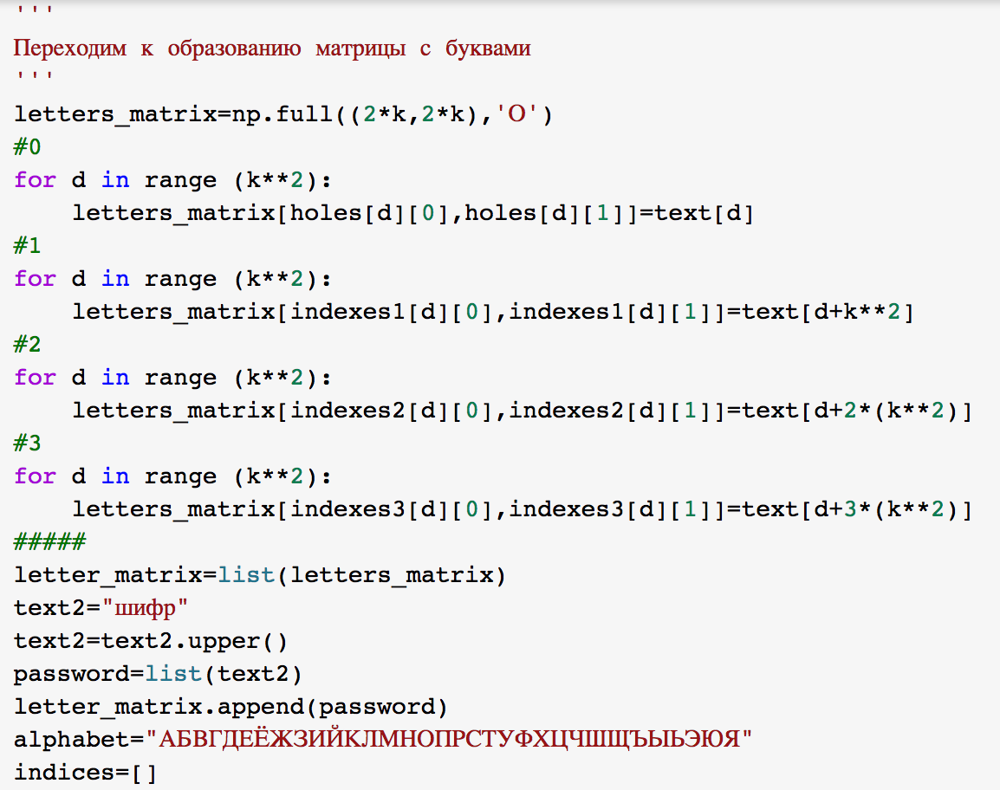 '''
Переходим к образованию матрицы с буквами
'''
letters_matrix=np.full((2*k,2*k),'О')
#0
for d in range (k**2):
    letters_matrix[holes[d][0],holes[d][1]]=text[d]
#1
for d in range (k**2):
    letters_matrix[indexes1[d][0],indexes1[d][1]]=text[d+k**2]
#2
for d in range (k**2):
    letters_matrix[indexes2[d][0],indexes2[d][1]]=text[d+2*(k**2)]
#3
for d in range (k**2):
    letters_matrix[indexes3[d][0],indexes3[d][1]]=text[d+3*(k**2)]
#####
letter_matrix=list(letters_matrix)
text2="шифр"
text2=text2.upper()
password=list(text2)
letter_matrix.append(password)
alphabet="АБВГДЕЁЖЗИЙКЛМНОПРСТУФХЦЧШЩЪЫЬЭЮЯ"
indices=[]